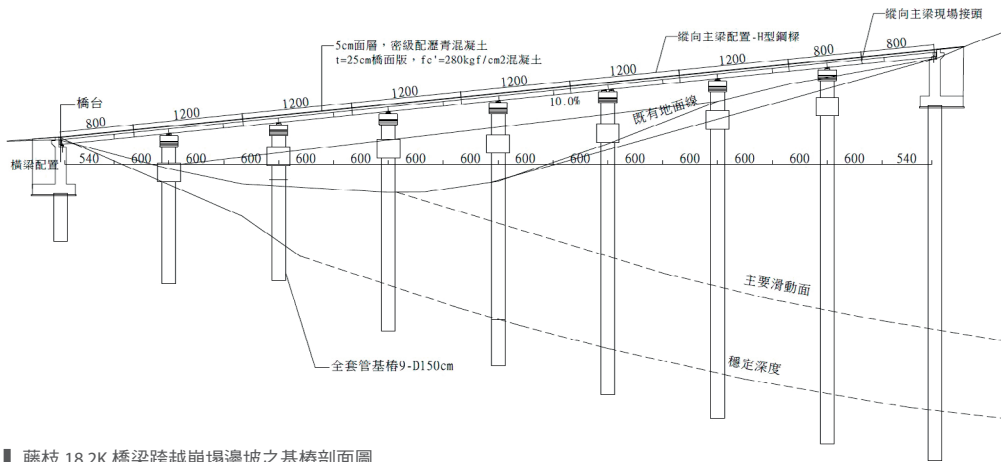 縱向主梁現場接頭
縱向主梁配置-H型鋼樑
5cm面層，密級配瀝青混凝土
t=25cm橋面版，fc'=280kgf/cm2混凝土
橋台
800 1200 1200 1200 1200 1200 1200 800 800
10.0%
既有地面線
橫梁配置
540 600 600 600 600 600 600 600 600 600 600 600 600 600 600 540
主要滑動面
穩定深度
全套管基樁9-D150cm
藤枝 18.2K 橋梁跨越崩塌邊坡之基樁剖面圖